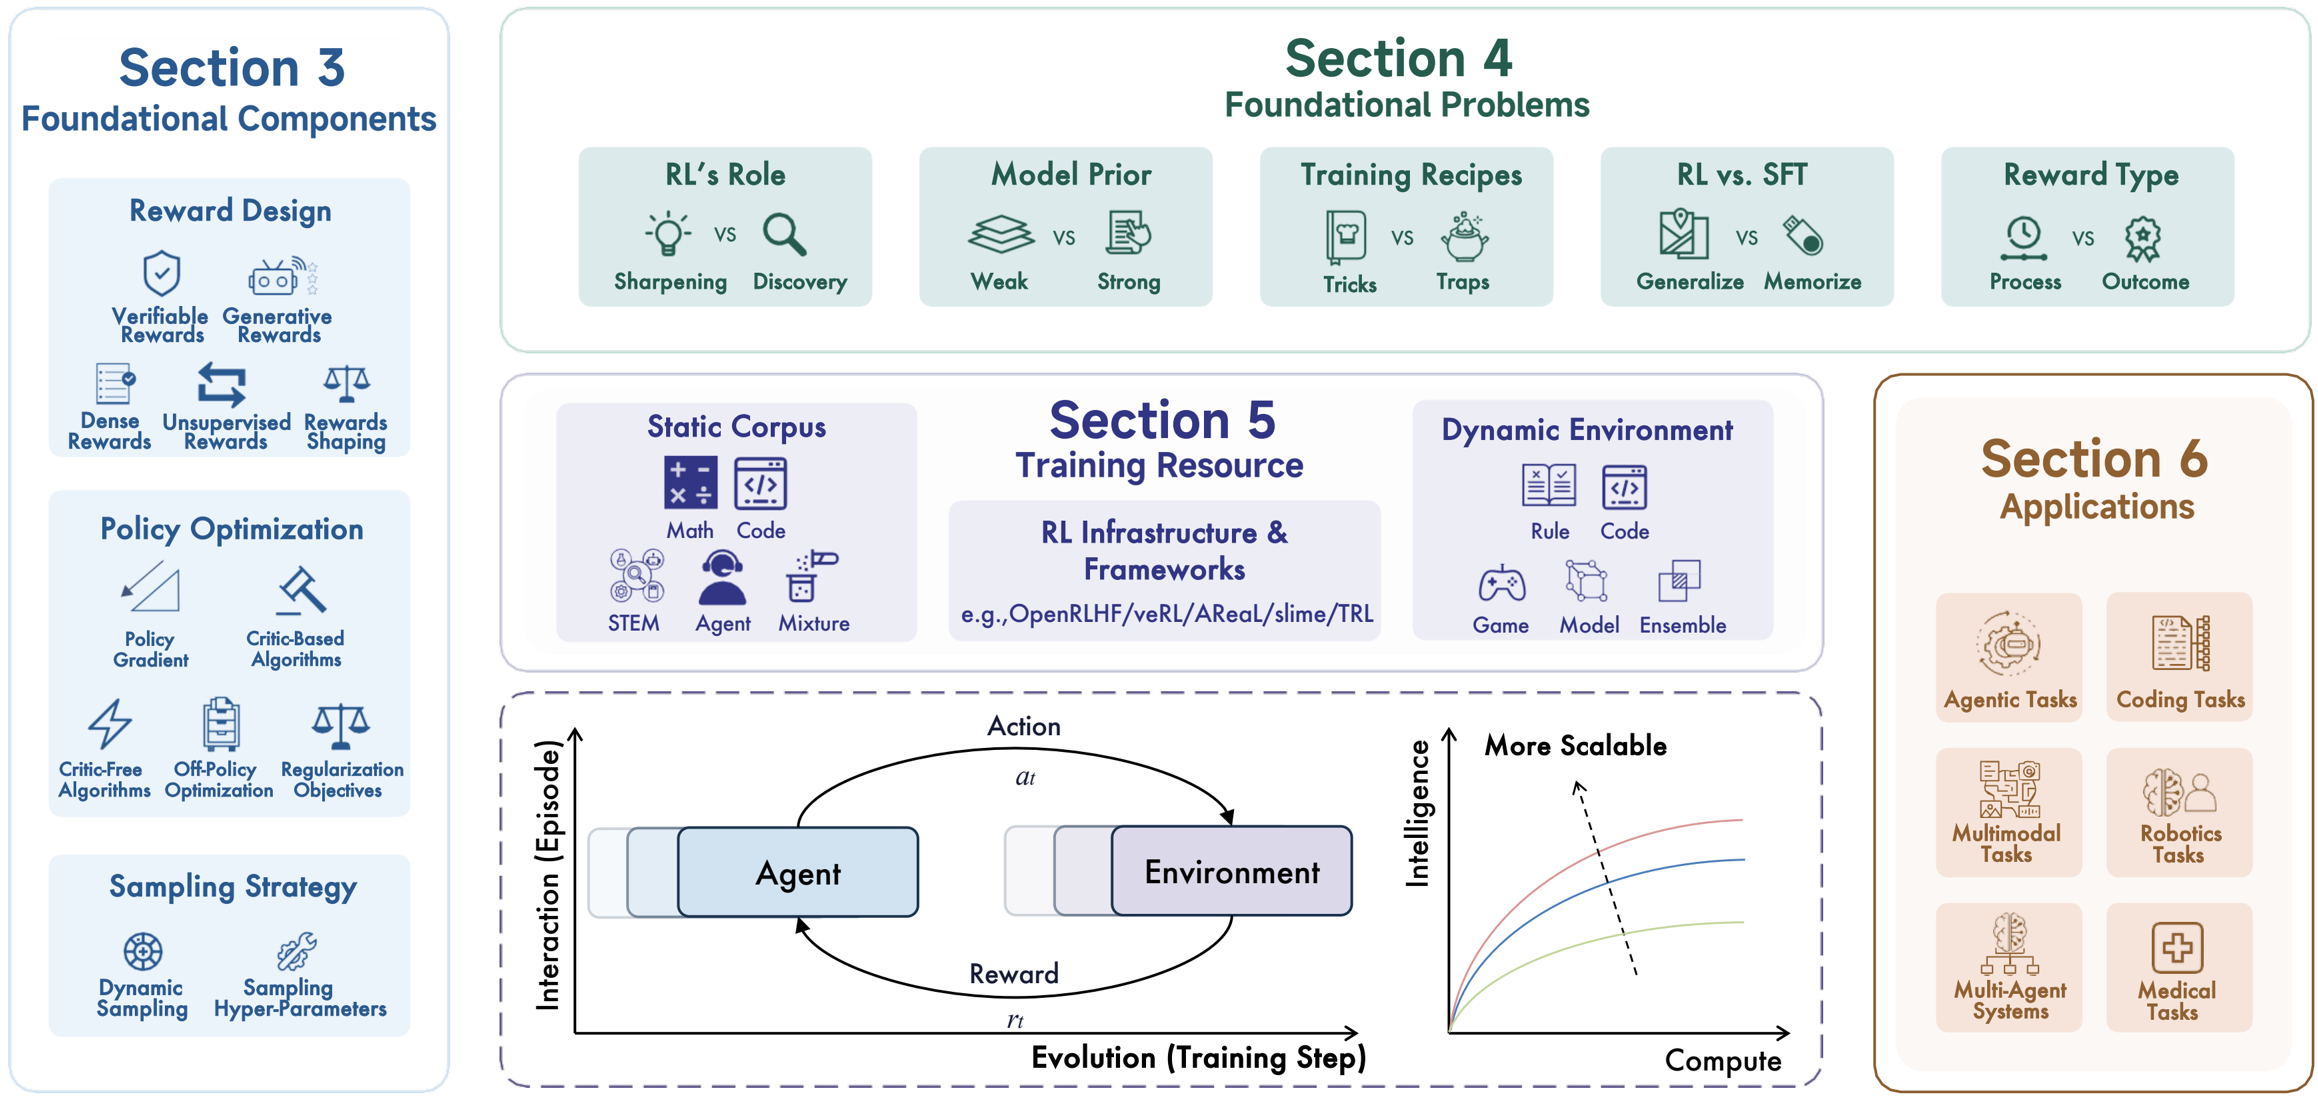 Section 3
Foundational Components
Reward Design
Verifiable Rewards
Generative Rewards
Dense Rewards
Unsupervised Rewards
Rewards Shaping
Policy Optimization
Policy Gradient
Critic-Based Algorithms
Critic-Free Algorithms
Off-Policy Optimization
Regularization Objectives
Sampling Strategy
Dynamic Sampling
Sampling Hyper-Parameters
Section 4
Foundational Problems
RL's Role
Sharpening vs Discovery
Model Prior
Weak vs Strong
Training Recipes
Tricks vs Traps
RL vs. SFT
Generalize vs Memorize
Reward Type
Process vs Outcome
Static Corpus
Math Code
STEM Agent Mixture
Section 5
Training Resource
RL Infrastructure &
Frameworks
e.g.,OpenRLHF/veRL/AReaL/slime/TRL
Dynamic Environment
Rule Code
Game Model Ensemble
Interaction (Episode)
Action
at
Agent
Environment
Reward
rt
Evolution (Training Step)
Intelligence
More Scalable
Compute
Section 6
Applications
Agentic Tasks
Coding Tasks
Multimodal Tasks
Robotics Tasks
Multi-Agent Systems
Medical Tasks